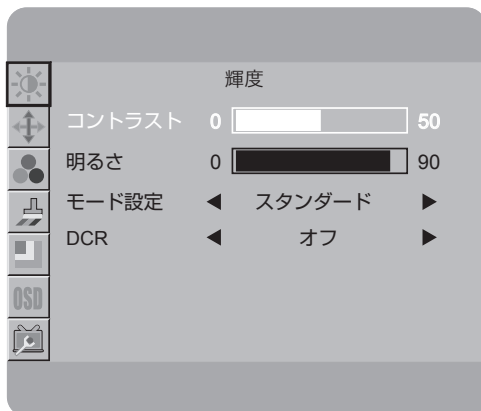 輝度
コントラスト 0 50
明るさ 0 90
モード設定 ◀ スタンダード ▶
DCR ◀ オフ ▶
OSD